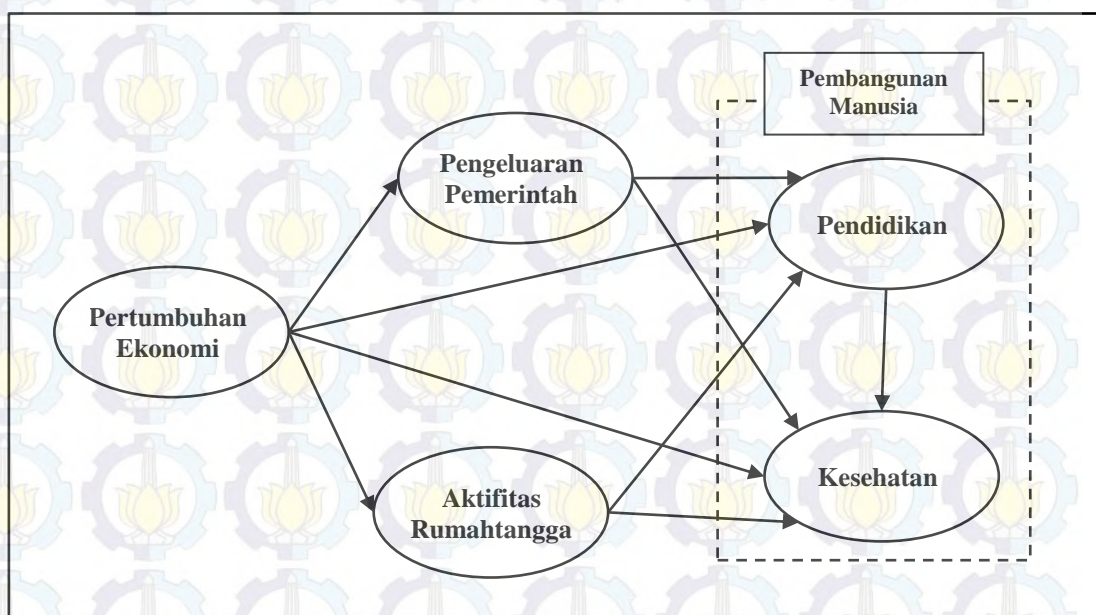 Pembangunan
Manusia
Pengeluaran
Pemerintah
Pendidikan
Pertumbuhan
Ekonomi
Kesehatan
Aktifitas
Rumahtangga